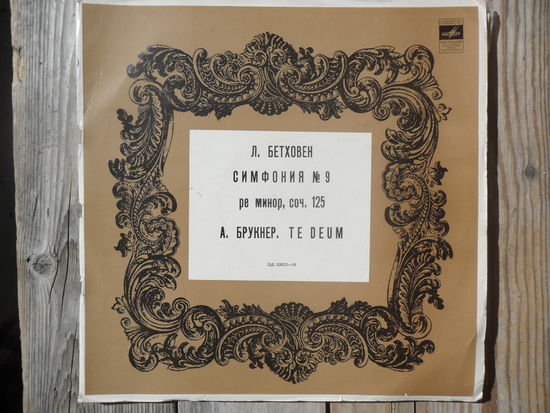 Л. БЕТХОВЕН
СИМФОНИЯ № 9
ре минор, соч. 125
А. БРУКНЕР. TE DEUM